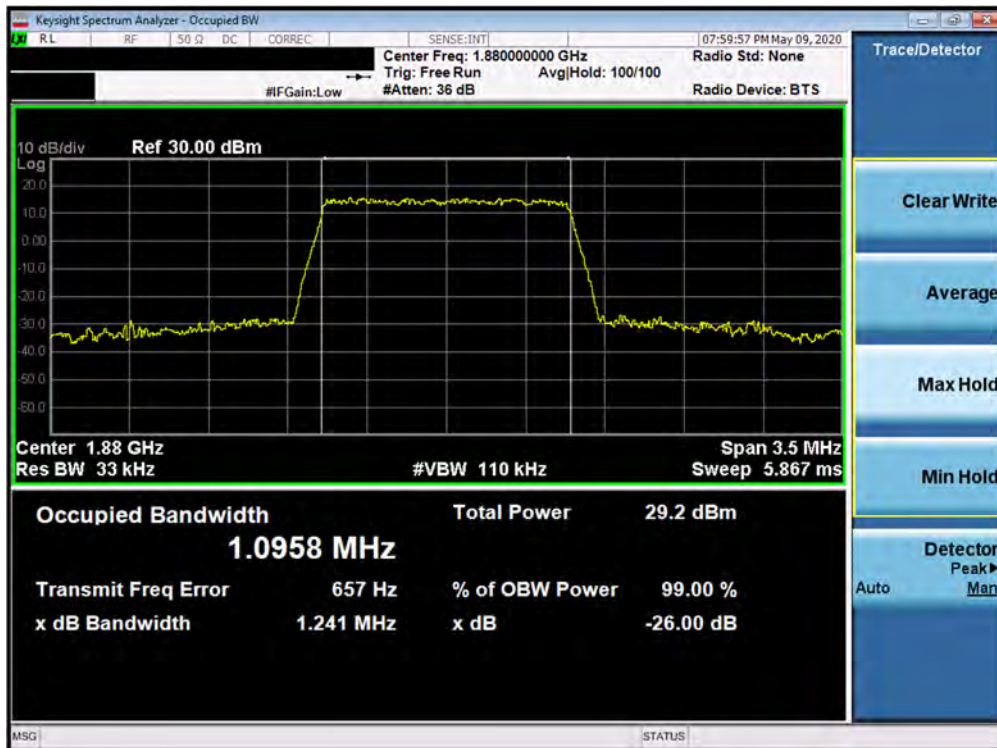 Keysight Spectrum Analyzer - Occupied BW
LXI RL RF 50 Ω DC CORREC SENSE:INT 07:59:57 PM May 09, 2020
Center Freq: 1.880000000 GHz Radio Std: None
Trig: Free Run Avg|Hold: 100/100
#IFGain:Low #Atten: 36 dB Radio Device: BTS
Trace/Detector
10 dB/div Ref 30.00 dBm
Log
20.0
10.0
0.00
-10.0
-20.0
-30.0
-40.0
-50.0
-60.0
Center 1.88 GHz Span 3.5 MHz
Res BW 33 kHz #VBW 110 kHz Sweep 5.867 ms
Occupied Bandwidth Total Power 29.2 dBm
1.0958 MHz
Transmit Freq Error 657 Hz % of OBW Power 99.00 %
x dB Bandwidth 1.241 MHz x dB -26.00 dB
Clear Write
Average
Max Hold
Min Hold
Detector
Peak
Auto Man
MSG STATUS